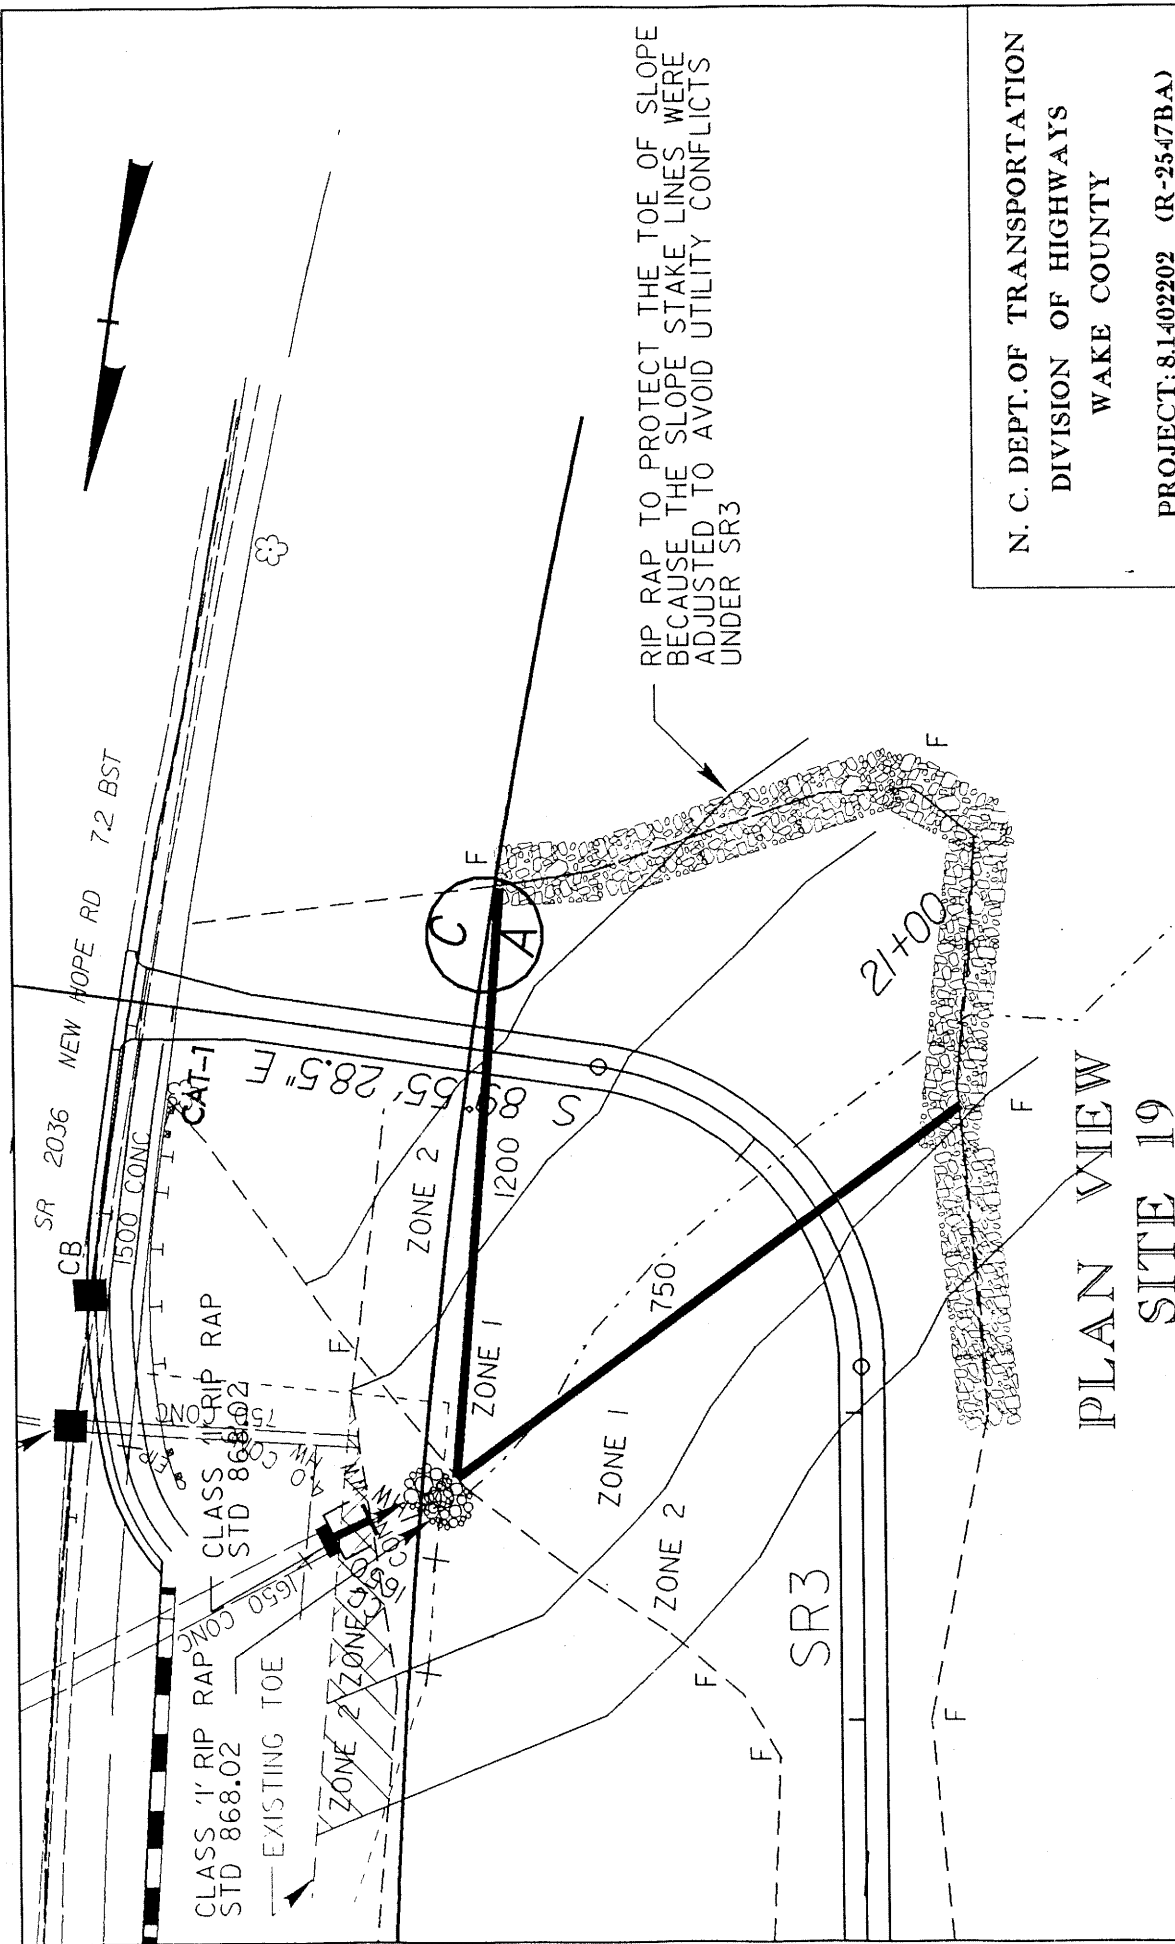 RIP RAP TO PROTECT THE TOE OF SLOPE
BECAUSE THE SLOPE STAKE LINES WERE
ADJUSTED TO AVOID UTILITY CONFLICTS
UNDER SR3
N. C. DEPT. OF TRANSPORTATION
DIVISION OF HIGHWAYS
WAKE COUNTY
PROJECT: 8.1402202 (R-2547BA)
SR 2036 NEW HOPE RD 7.2 BST
CB
1500 CONC
CAT-1
S 89° 55' 28.5" E
C
A
F
F
F
F
F
F
F
21+00
ZONE 2
1200
ZONE 1
750
ZONE 1
ZONE 2
SR3
750 CONC
CLASS 'I' RIP RAP
STD 868.02
1650 CONC
CLASS 'I' RIP RAP
STD 868.02
EXISTING TOE
ZONE 2
ZONE
PLAN VIEW
SITE 19